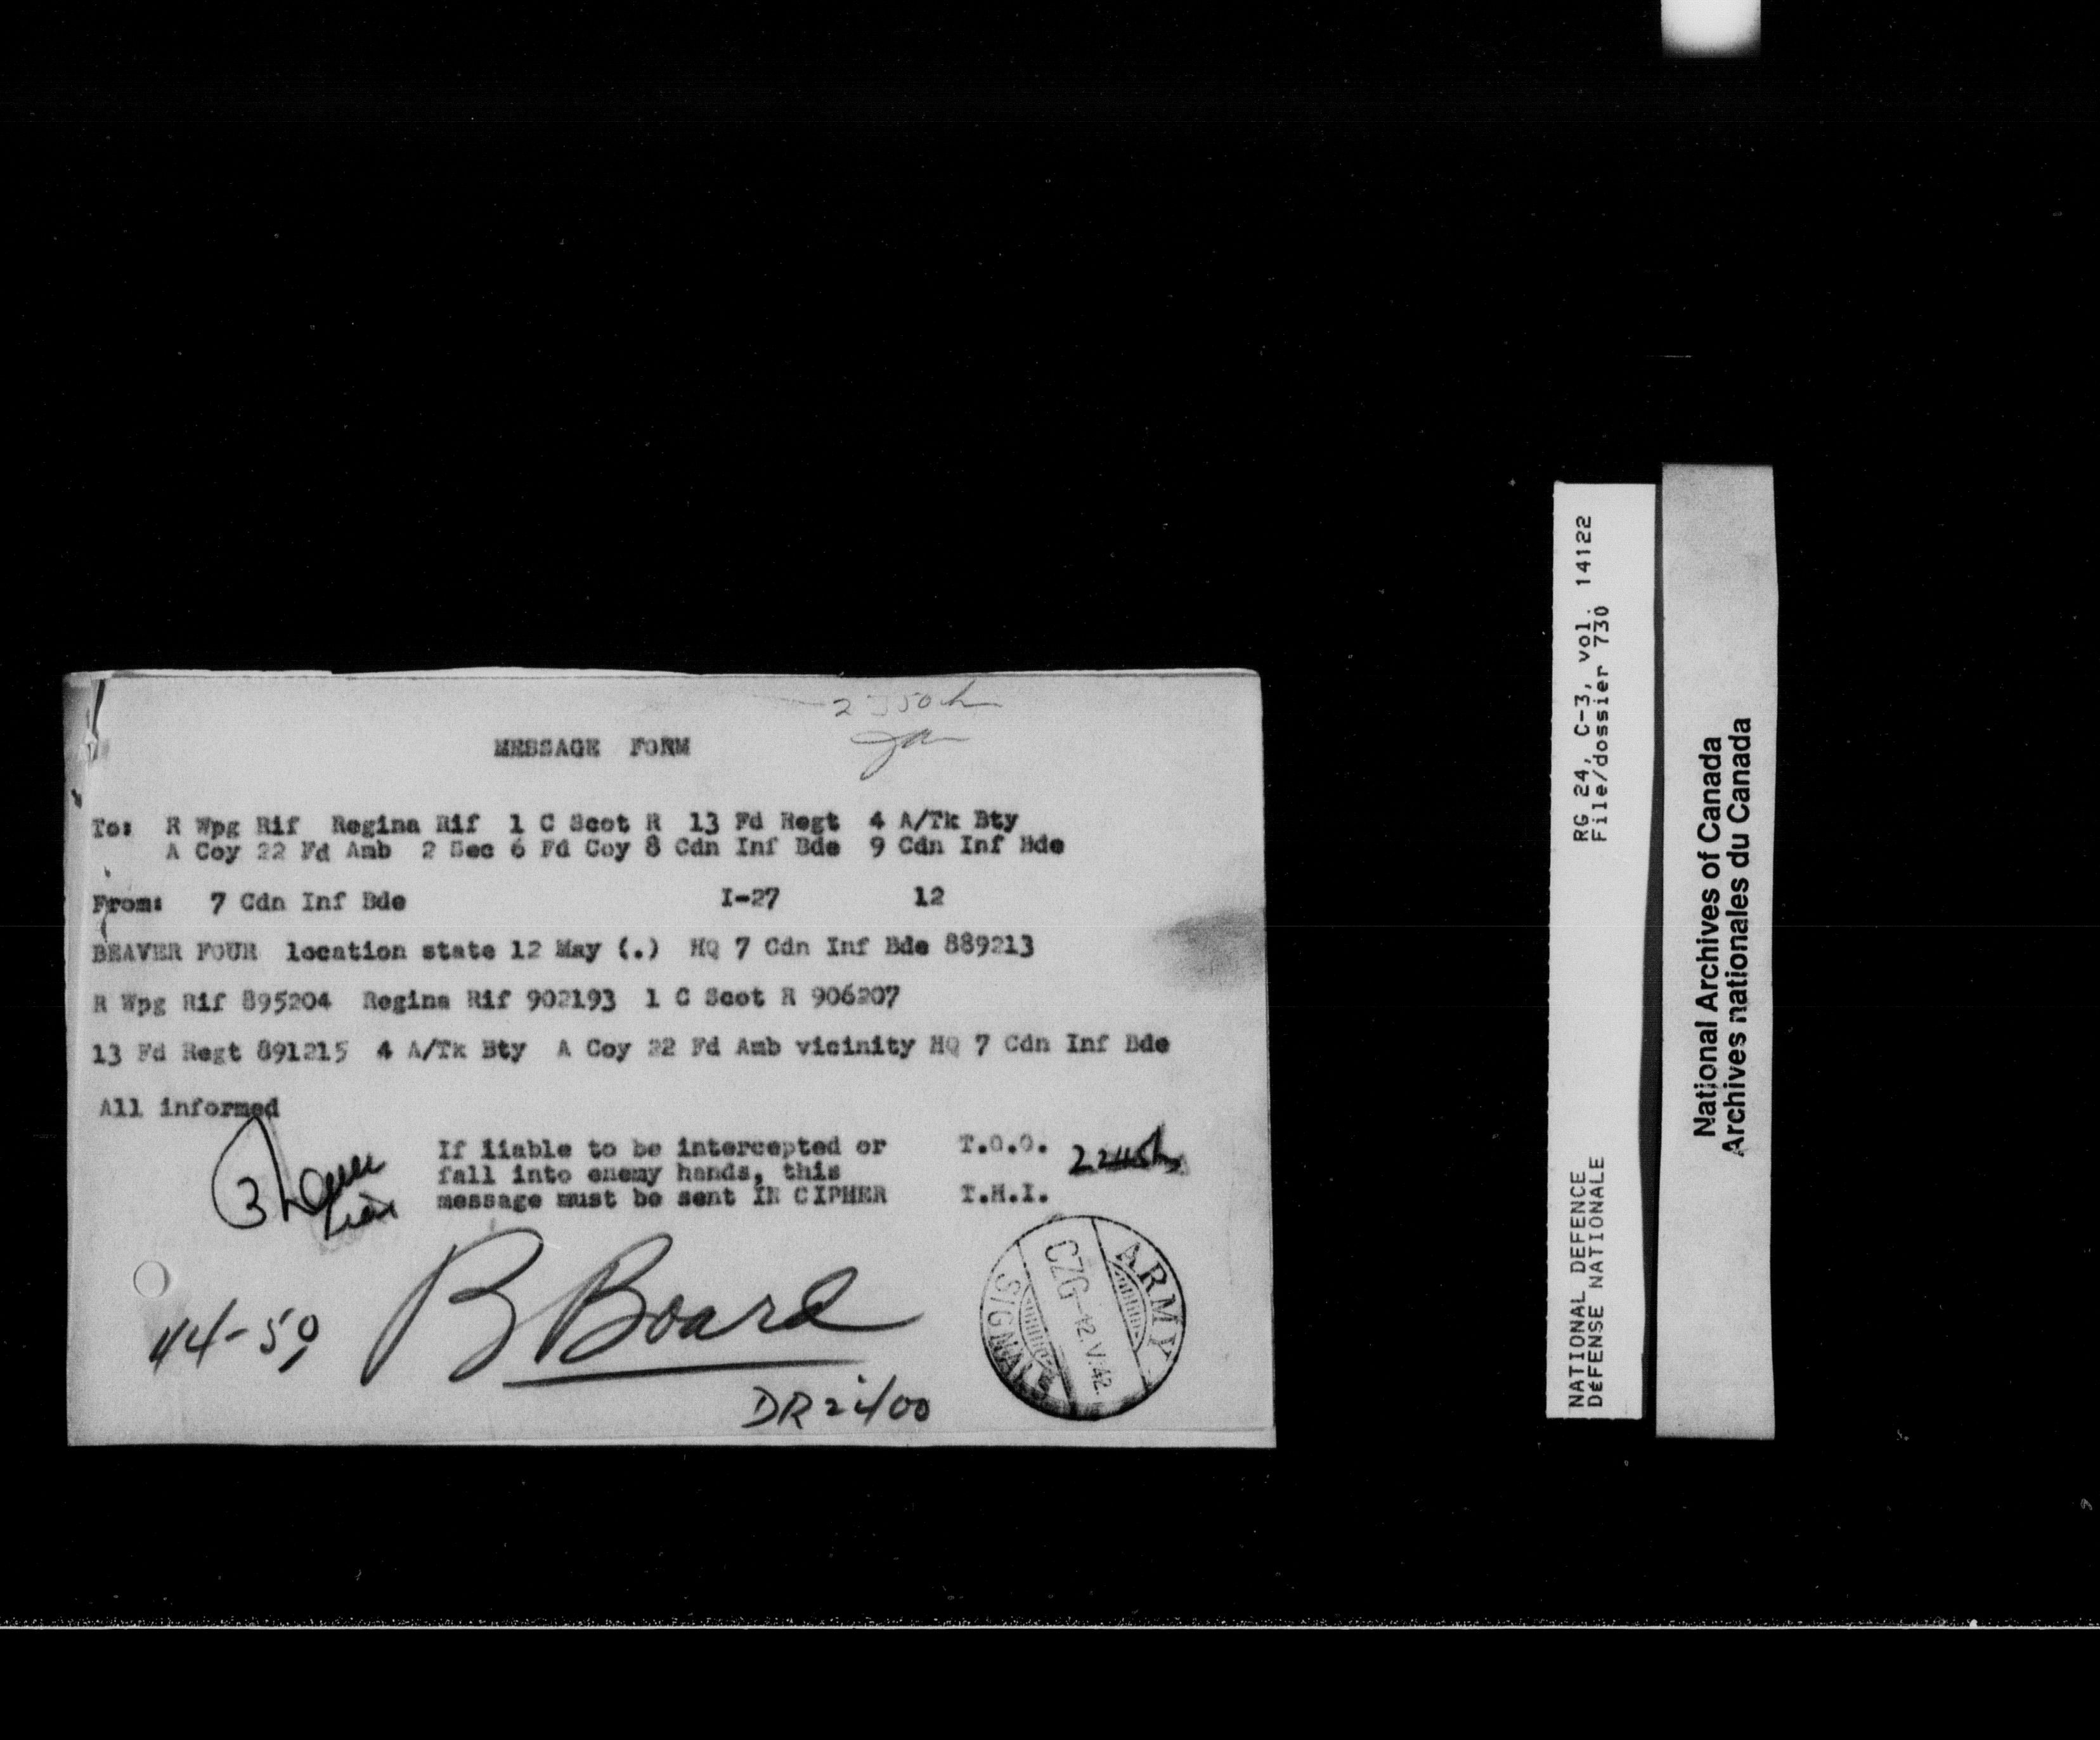 MESSAGE FORM
To: R Wpg Rif Regina Rif 1 C Scot R 13 Fd Regt 4 A/Tk Bty
A Coy 22 Fd Amb 2 Sec 6 Fd Coy 8 Cdn Inf Bde 9 Cdn Inf Bde
From: 7 Cdn Inf Bde I-27 12
BEAVER FOUR location state 12 May (.) HQ 7 Cdn Inf Bde 889213
R Wpg Rif 895204 Regina Rif 902193 1 C Scot R 906207
13 Fd Regt 891215 4 A/Tk Bty A Coy 22 Fd Amb vicinity HQ 7 Cdn Inf Bde
All informed
If liable to be intercepted or
fall into enemy hands, this
message must be sent IN CIPHER
T.O.O. 2245h
T.H.I.
44-50
B Board
DR 2400
ARMY
CZG -12.V.42
SIGNALS
RG 24, C-3, vol. 14122
File/dossier 730
NATIONAL DEFENCE
DÉFENSE NATIONALE
National Archives of Canada
Archives nationales du Canada